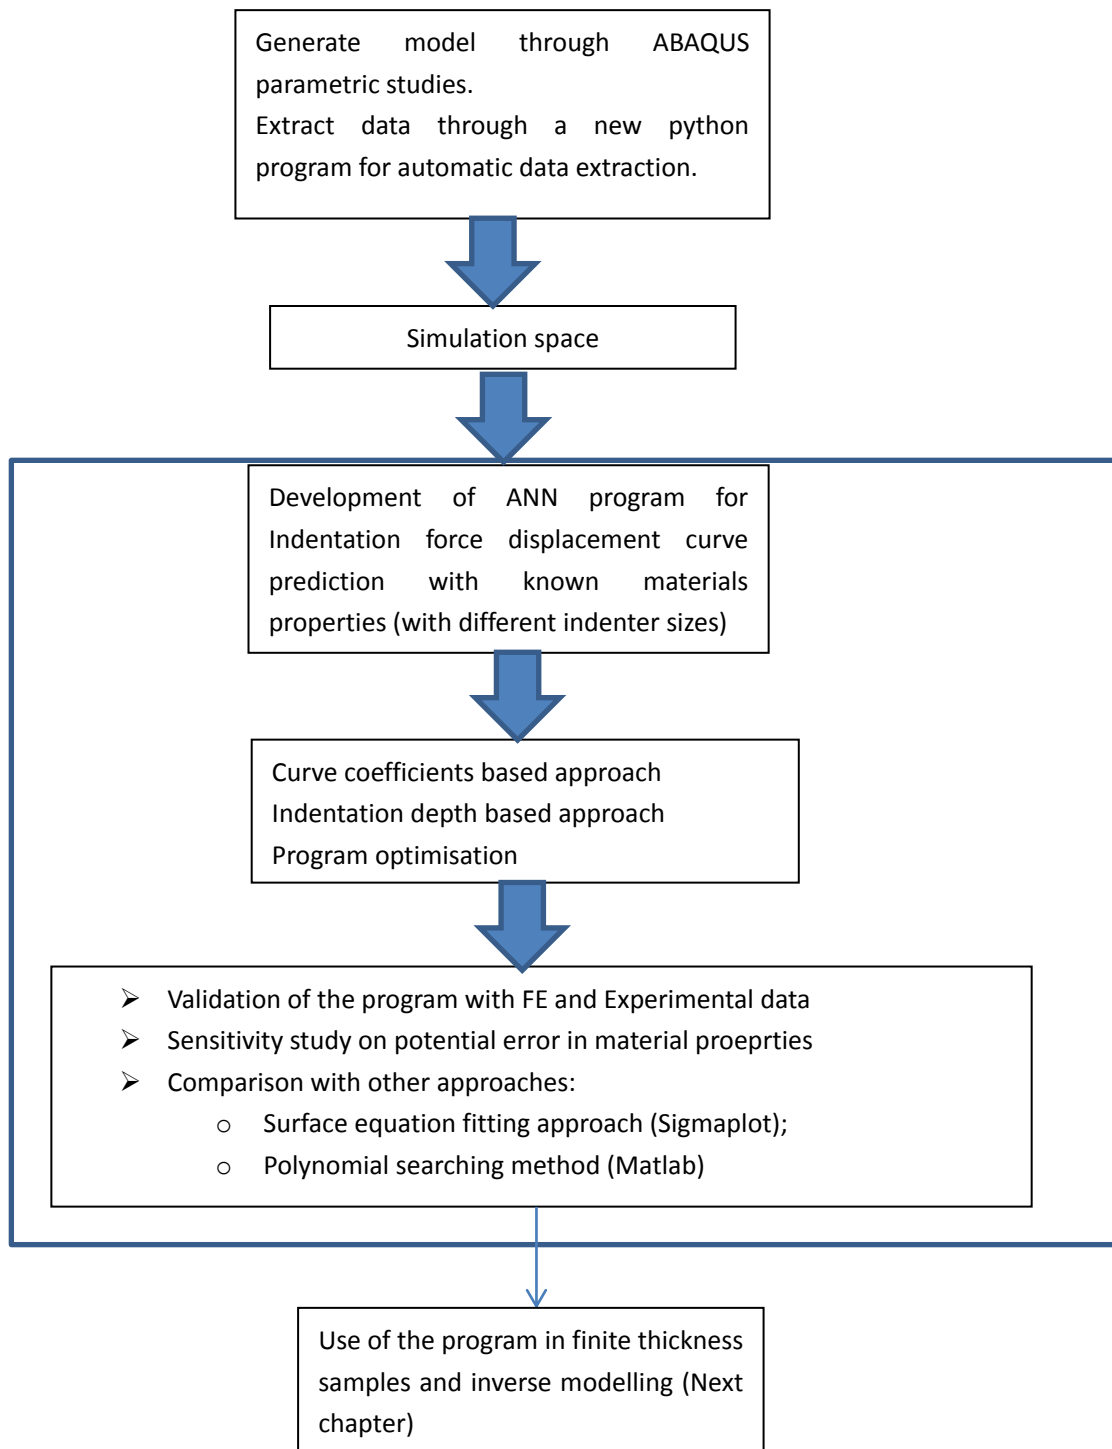 Generate model through ABAQUS
parametric studies.
Extract data through a new python
program for automatic data extraction.
Simulation space
Development of ANN program for
Indentation force displacement curve
prediction with known materials
properties (with different indenter sizes)
Curve coefficients based approach
Indentation depth based approach
Program optimisation
➢ Validation of the program with FE and Experimental data
➢ Sensitivity study on potential error in material proeprties
➢ Comparison with other approaches:
o Surface equation fitting approach (Sigmaplot);
o Polynomial searching method (Matlab)
Use of the program in finite thickness
samples and inverse modelling (Next
chapter)